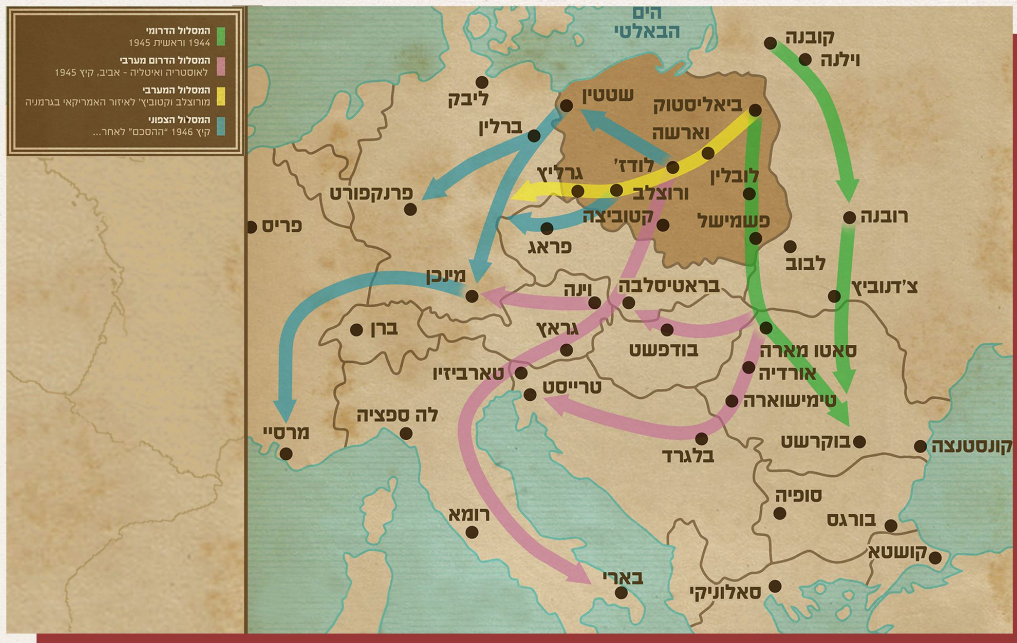 המסלול הדרומי
1944 וראשית 1945
המסלול הדרום מערבי
לאוסטריה ואיטליה - אביב, קיץ 1945
המסלול המערבי
מורוצלב וקטוביץ' לאיזור האמריקאי בגרמניה
המסלול הצפוני
קיץ 1946 "ההסכם" לאחר...
הים
הבאלטי
קובנה
וילנה
ליבק
שטטין
ביאליסטוק
ברלין
וארשה
לודז'
גרליץ
לובלין
פרנקפורט
ורוצלב
קטוביצה
פשמישל
רובנה
פריס
פראג
לבוב
מינכן
וינה
בראטיסלבה
צ'דנוביץ
ברן
גראץ
בודפשט
סאטו מארה
טארביזיו
אורדיה
טרייסט
טימישוארה
לה ספציה
מרסיי
בלגרד
בוקרשט
קונסטנצה
סופיה
רומא
בורגס
קושטא
בארי
סאלוניקי